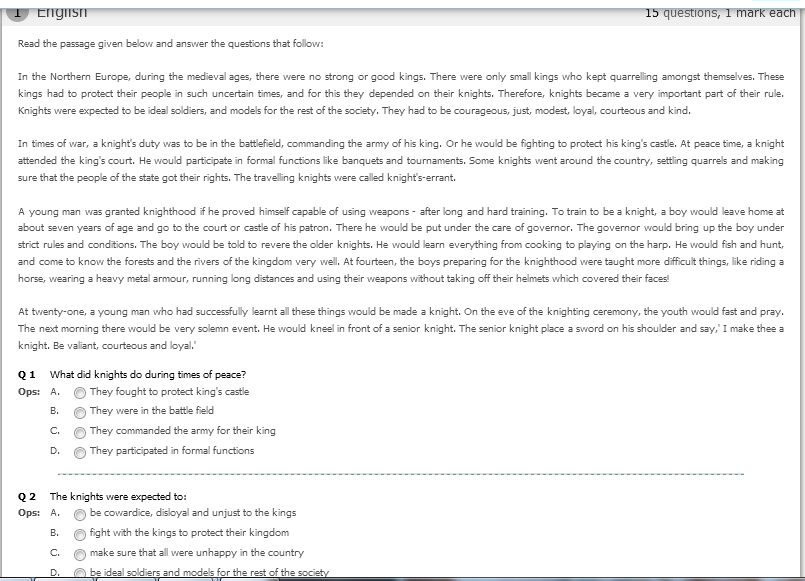 1 English 15 questions, 1 mark each
Read the passage given below and answer the questions that follow:
In the Northern Europe, during the medieval ages, there were no strong or good kings. There were only small kings who kept quarrelling amongst themselves. These
kings had to protect their people in such uncertain times, and for this they depended on their knights. Therefore, knights became a very important part of their rule.
Knights were expected to be ideal soldiers, and models for the rest of the society. They had to be courageous, just, modest, loyal, courteous and kind.
In times of war, a knight's duty was to be in the battlefield, commanding the army of his king. Or he would be fighting to protect his king's castle. At peace time, a knight
attended the king's court. He would participate in formal functions like banquets and tournaments. Some knights went around the country, settling quarrels and making
sure that the people of the state got their rights. The travelling knights were called knight's-errant.
A young man was granted knighthood if he proved himself capable of using weapons - after long and hard training. To train to be a knight, a boy would leave home at
about seven years of age and go to the court or castle of his patron. There he would be put under the care of governor. The governor would bring up the boy under
strict rules and conditions. The boy would be told to revere the older knights. He would learn everything from cooking to playing on the harp. He would fish and hunt,
and come to know the forests and the rivers of the kingdom very well. At fourteen, the boys preparing for the knighthood were taught more difficult things, like riding a
horse, wearing a heavy metal armour, running long distances and using their weapons without taking off their helmets which covered their faces!
At twenty-one, a young man who had successfully learnt all these things would be made a knight. On the eve of the knighting ceremony, the youth would fast and pray.
The next morning there would be very solemn event. He would kneel in front of a senior knight. The senior knight place a sword on his shoulder and say,' I make thee a
knight. Be valiant, courteous and loyal.'
Q 1 What did knights do during times of peace?
Ops: A. They fought to protect king's castle
B. They were in the battle field
C. They commanded the army for their king
D. They participated in formal functions
Q 2 The knights were expected to:
Ops: A. be cowardice, disloyal and unjust to the kings
B. fight with the kings to protect their kingdom
C. make sure that all were unhappy in the country
D. be ideal soldiers and models for the rest of the society